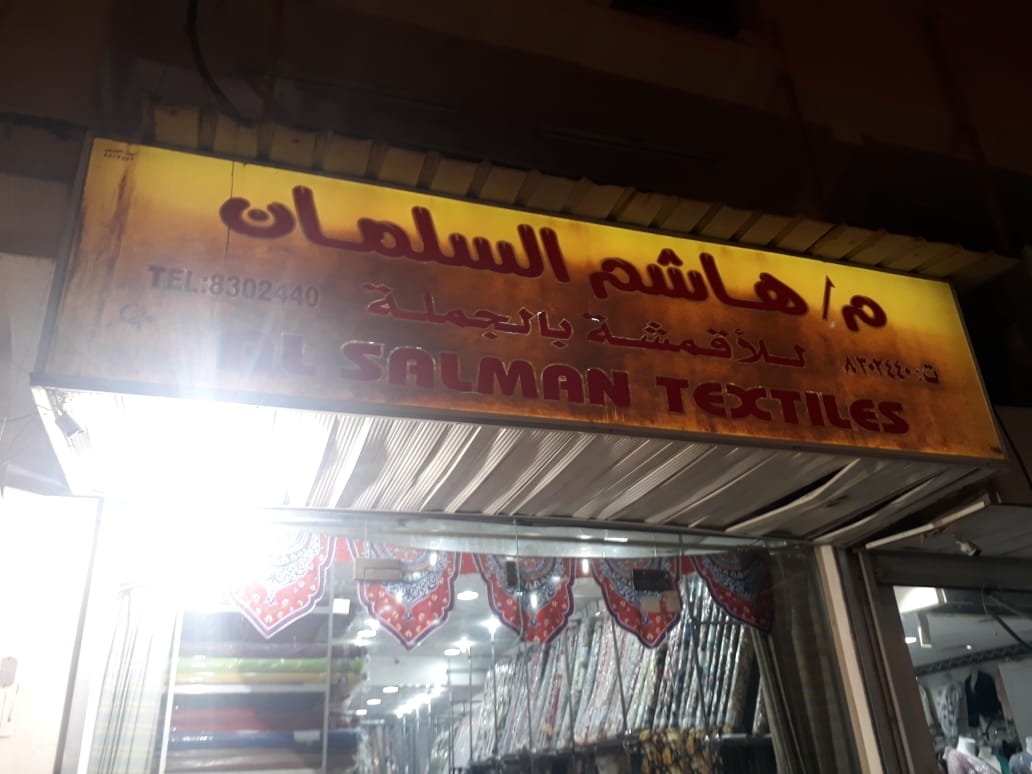 م/هاشم السلمان
للأقمشة بالجملة
TEL:8302440
ت: ٨٣٠٢٤٤٠
AL SALMAN TEXTILES